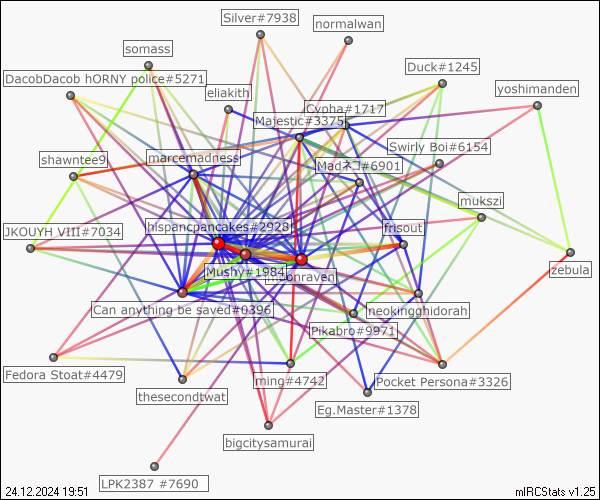 Silver#7938
normalwan
somass
Duck#1245
DacobDacob hORNY police#5271
eliakith
yoshimanden
Cypha#1717
Majestic#3375
Swirly Boi#6154
marcemadness
shawntee9
Madネコ#6901
mukszi
hispancpancakes#2928
frisout
JKOUYH VIII#7034
Mushy#1984
zebula
Can anything be saved#0396
neokingghidorah
Pikabro#9971
Fedora Stoat#4479
ming#4742
Pocket Persona#3326
thesecondtwat
Eg.Master#1378
bigcitysamurai
LPK2387 #7690
24.12.2024 19:51
mIRCStats v1.25